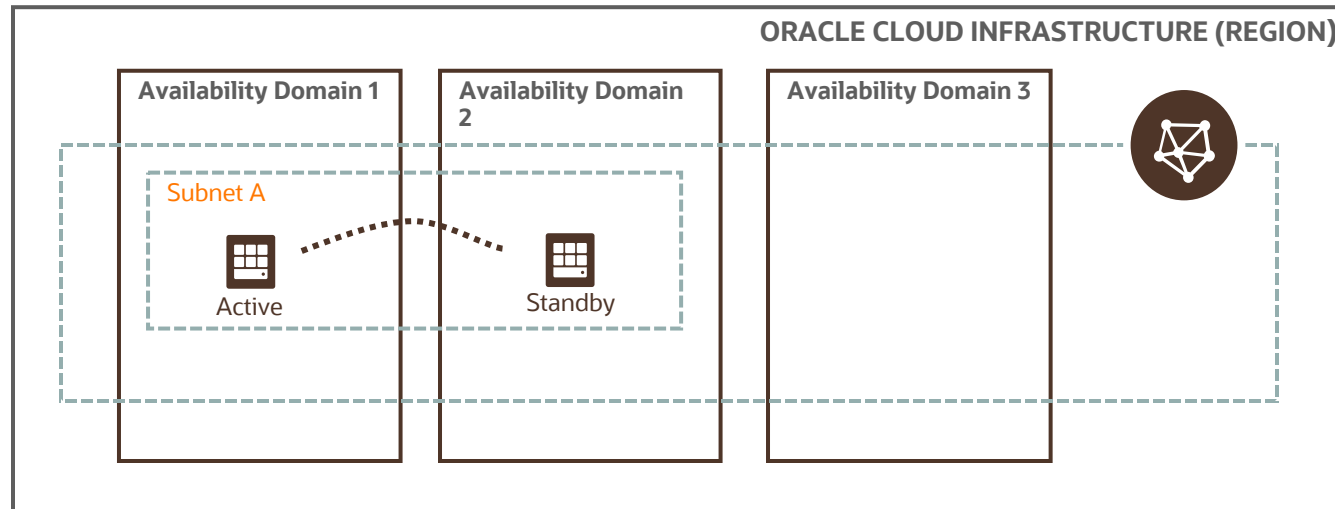 ORACLE CLOUD INFRASTRUCTURE (REGION)
Availability Domain 1
Availability Domain
2
Availability Domain 3
Subnet A
Active
Standby